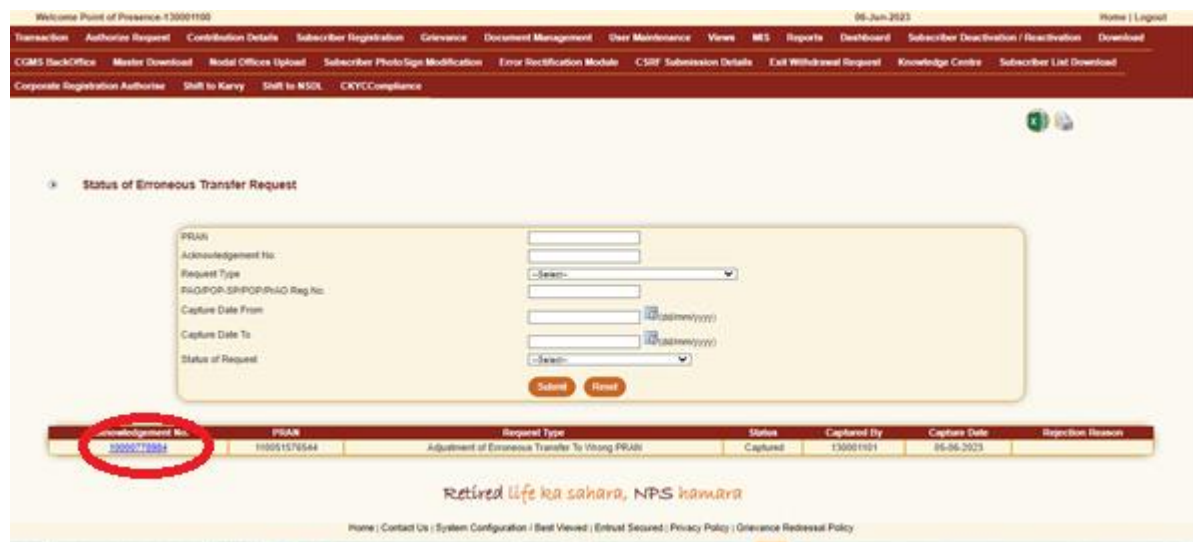 Welcome Point of Presence-130001100 06-Jun-2023 Home | Logout
Transaction Authorize Request Contribution Details Subscriber Registration Grievance Document Management User Maintenance Views MIS Reports Dashboard Subscriber Deactivation / Reactivation Download
CGMS BackOffice Master Download Nodal Offices Upload Subscriber Photo Sign Modification Error Rectification Module CSRF Submission Details Exit Withdrawal Request Knowledge Centre Subscriber List Download
Corporate Registration Authorise Shift to Karvy Shift to NSDL CKYCCompliance
Status of Erroneous Transfer Request
PRAN
Acknowledgement No.
Request Type --Select--
PAO/POP-SP/POP/PrAO Reg No.
Capture Date From (dd/mm/yyyy)
Capture Date To (dd/mm/yyyy)
Status of Request --Select--
Submit Reset
Acknowledgement No. PRAN Request Type Status Captured By Capture Date Rejection Reason
110051576544 Adjustment of Erroneous Transfer To Wrong PRAN Captured 130001101 05-06-2023
Retired life ka sahara, NPS hamara
Home | Contact Us | System Configuration / Best Viewed | Entrust Secured | Privacy Policy | Grievance Redressal Policy